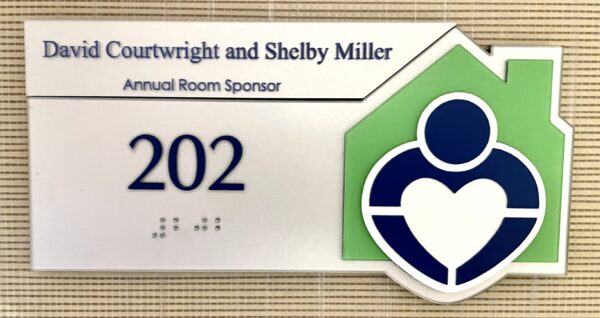 David Courtwright and Shelby Miller
Annual Room Sponsor
202